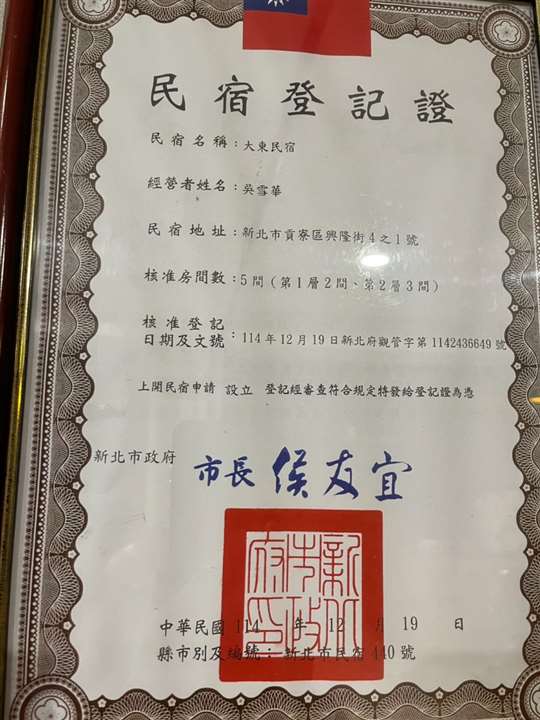 民宿登記證
民宿名稱：大東民宿
經營者姓名：吳雪華
民宿地址：新北市貢寮區興隆街4之1號
核准房間數：5間(第1層2間、第2層3間)
核准登記
日期及文號：114年12月19日新北府觀管字第1142436649號
上開民宿申請 設立 登記經審查符合規定特發給登記證為憑
新北市政府 市長 侯友宜
新北市政府印
中華民國 114 年 12 月 19 日
縣市別及編號：新北市民宿440號